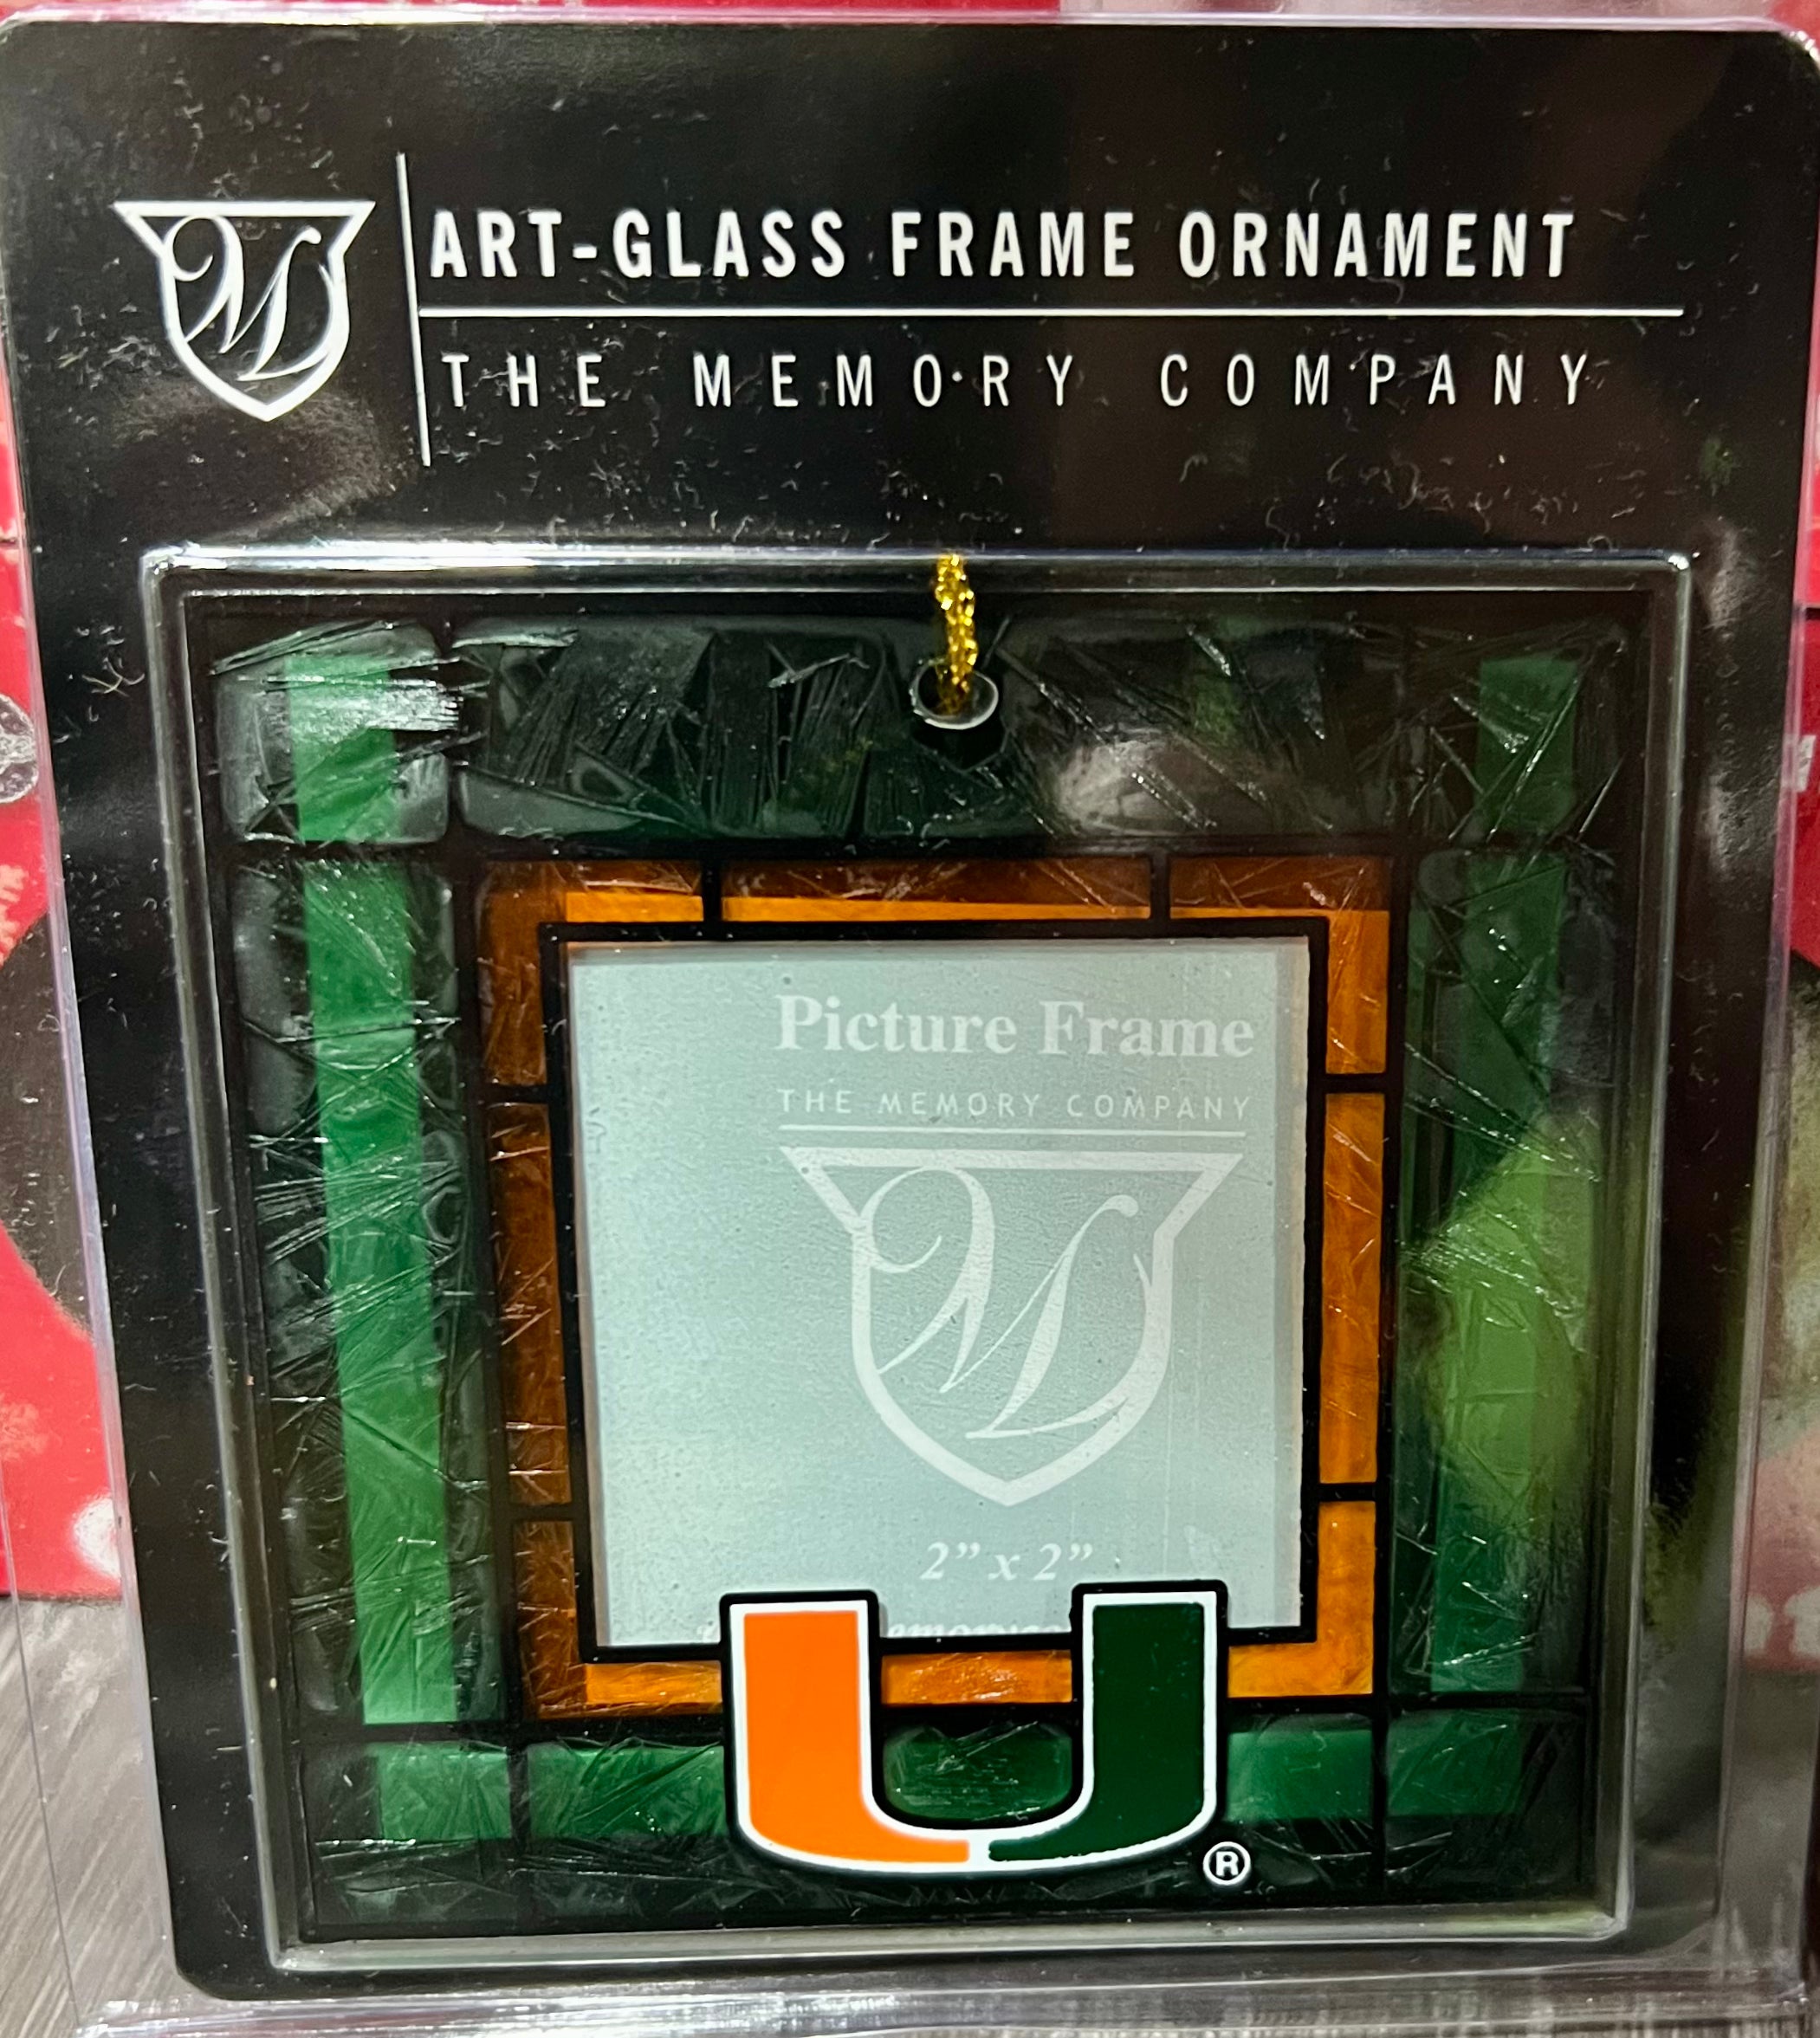 ART-GLASS FRAME ORNAMENT
THE MEMORY COMPANY
Picture Frame
THE MEMORY COMPANY
2” x 2”
U
®